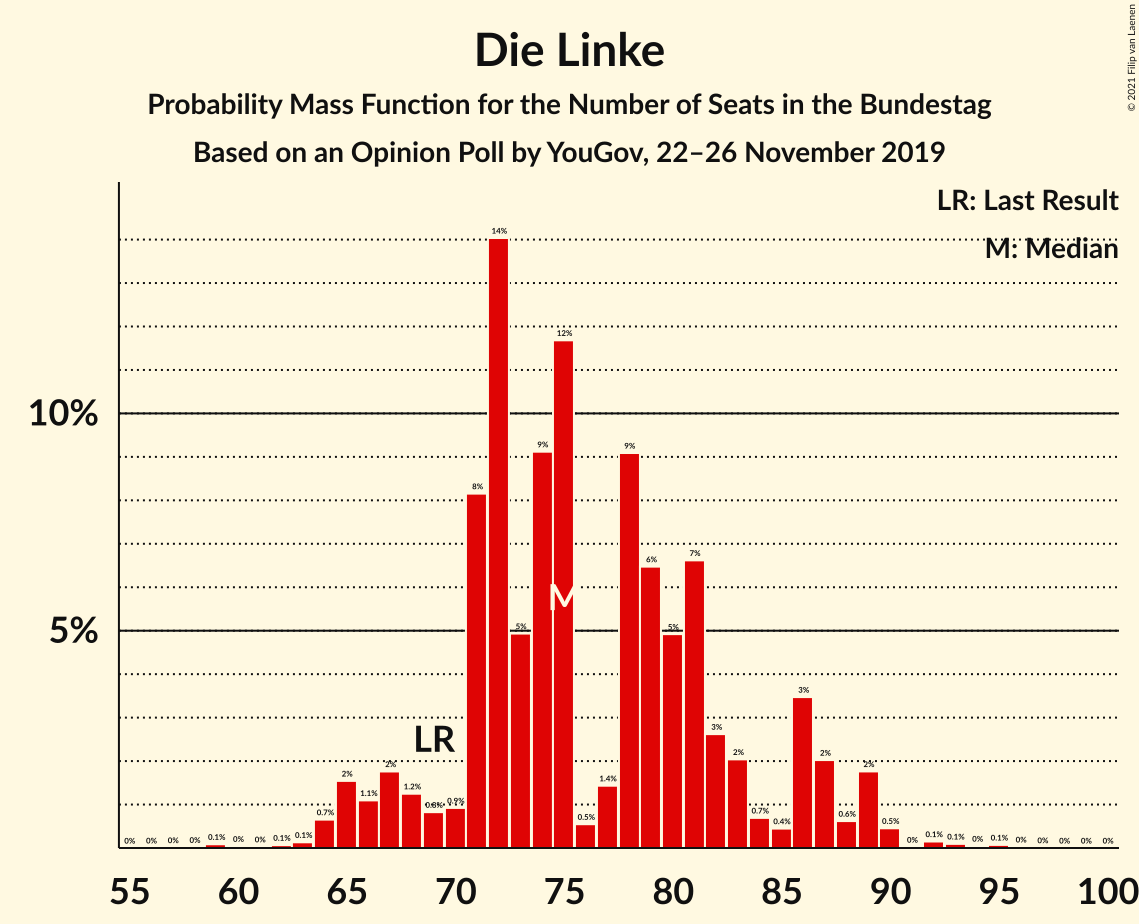 © 2021 Filip van Laenen
Die Linke
Probability Mass Function for the Number of Seats in the Bundestag
Based on an Opinion Poll by YouGov, 22–26 November 2019
LR: Last Result
M: Median
10%
5%
0% 0% 0% 0% 0.1% 0% 0% 0.1% 0.1% 0.7% 2% 1.1% 2% 1.2% 0.8% 0.9% 8% 14% 5% 9% 12% 0.5% 1.4% 9% 6% 5% 7% 3% 2% 0.7% 0.4% 3% 2% 0.6% 2% 0.5% 0% 0.1% 0.1% 0% 0.1% 0% 0% 0% 0% 0%
LR
M
55 60 65 70 75 80 85 90 95 100